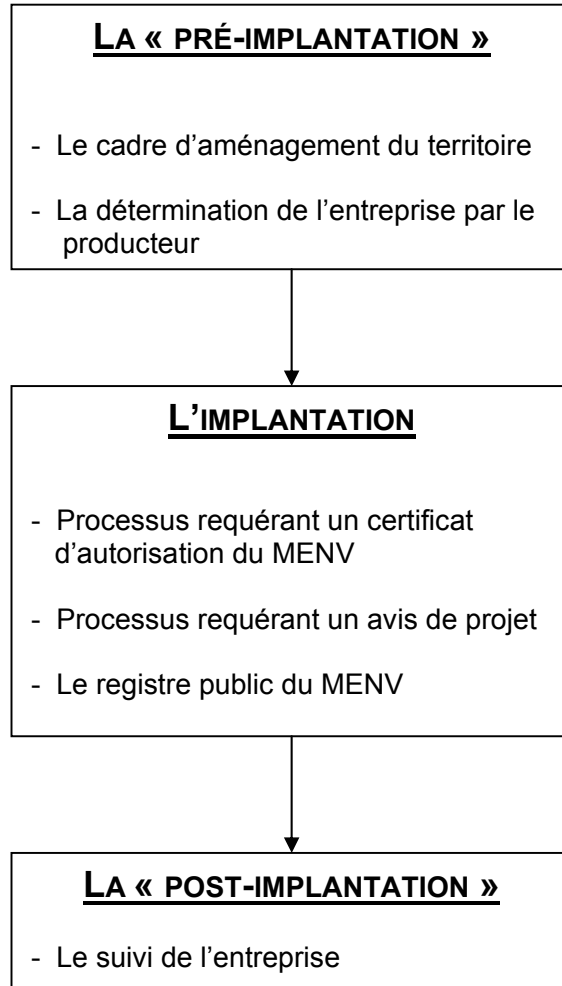 LA « PRÉ-IMPLANTATION »
- Le cadre d’aménagement du territoire
- La détermination de l’entreprise par le
producteur
L’IMPLANTATION
- Processus requérant un certificat
d’autorisation du MENV
- Processus requérant un avis de projet
- Le registre public du MENV
LA « POST-IMPLANTATION »
- Le suivi de l’entreprise